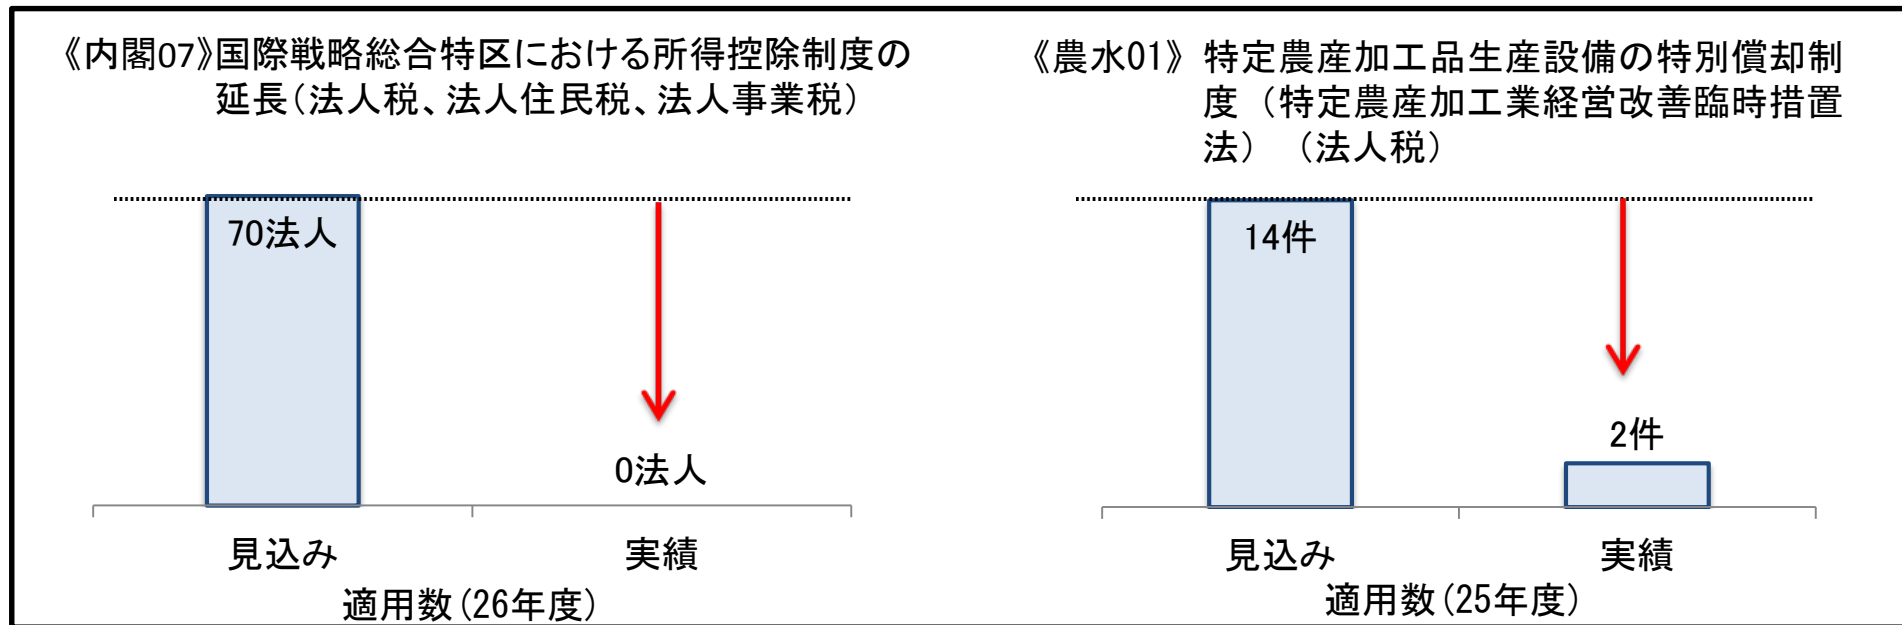 《内閣07》国際戦略総合特区における所得控除制度の
延長(法人税、法人住民税、法人事業税)
70法人
0法人
見込み
実績
適用数(26年度)
《農水01》 特定農産加工品生産設備の特別償却制
度(特定農産加工業経営改善臨時措置
法) (法人税)
14件
2件
見込み
実績
適用数(25年度)